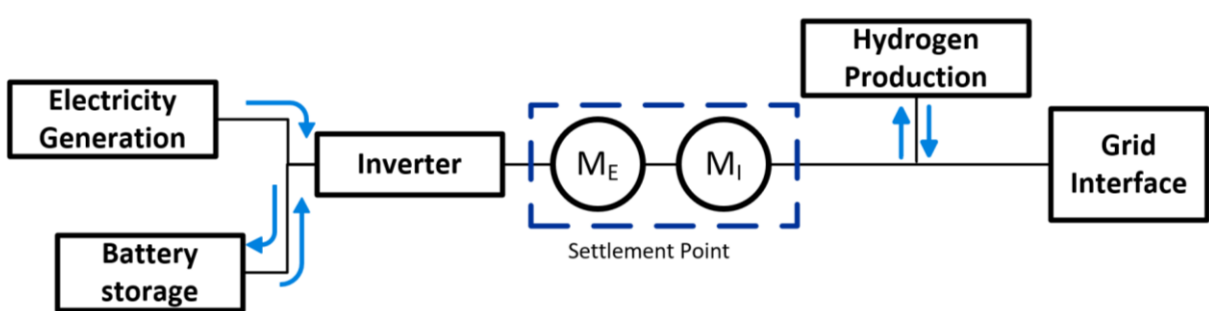 Electricity
Generation
Battery
storage
Inverter
M_E
M_I
Settlement Point
Hydrogen
Production
Grid
Interface